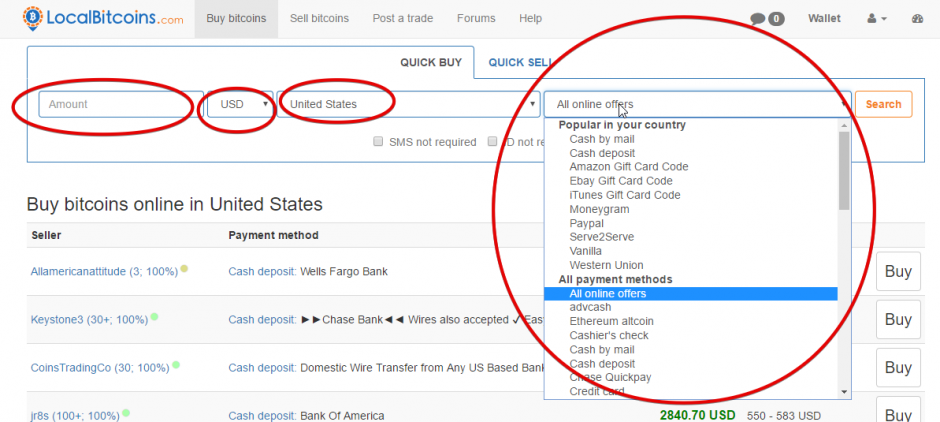 LocalBitcoins.com Buy bitcoins Sell bitcoins Post a trade Forums Help 0 Wallet
QUICK BUY QUICK SELL
Amount USD United States All online offers Search
SMS not required ID not re
Popular in your country
Cash by mail
Cash deposit
Amazon Gift Card Code
Ebay Gift Card Code
iTunes Gift Card Code
Moneygram
Paypal
Serve2Serve
Vanilla
Western Union
All payment methods
All online offers
advcash
Ethereum altcoin
Cashier's check
Cash by mail
Cash deposit
Chase Quickpay
Credit card
Buy bitcoins online in United States
Seller Payment method
Allamericanattitude (3; 100%) Cash deposit: Wells Fargo Bank Buy
Keystone3 (30+; 100%) Cash deposit: ►►Chase Bank◄◄ Wires also accepted ✓ Eas Buy
CoinsTradingCo (30; 100%) Cash deposit: Domestic Wire Transfer from Any US Based Bank Buy
jr8s (100+; 100%) Cash deposit: Bank Of America 2840.70 USD 550 - 583 USD Buy